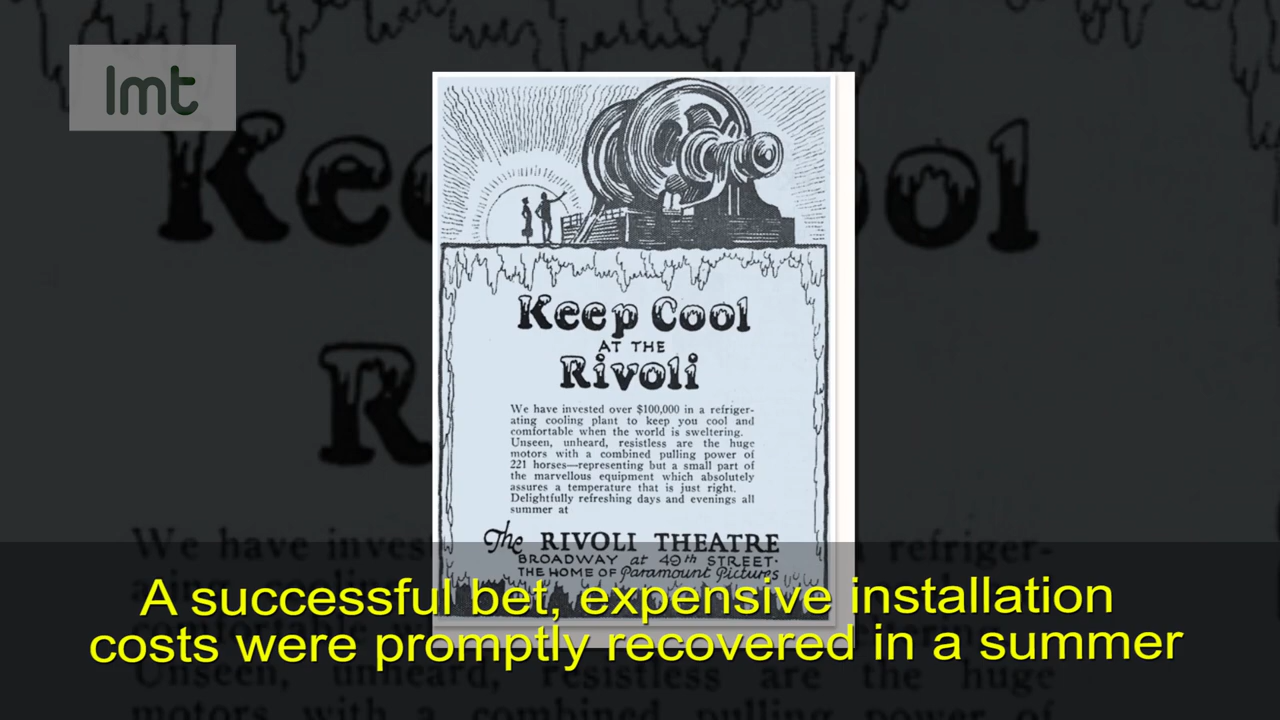 lmt
Keep Cool
AT THE
Rivoli
We have invested over $100,000 in a refriger-
ating cooling plant to keep you cool and
comfortable when the world is sweltering.
Unseen, unheard, resistless are the huge
motors with a combined pulling power of
221 horses—representing but a small part of
the marvellous equipment which absolutely
assures a temperature that is just right.
Delightfully refreshing days and evenings all
summer at
The RIVOLI THEATRE
BROADWAY at 49th STREET·
THE HOME OF Paramount Pictures
A successful bet, expensive installation
costs were promptly recovered in a summer